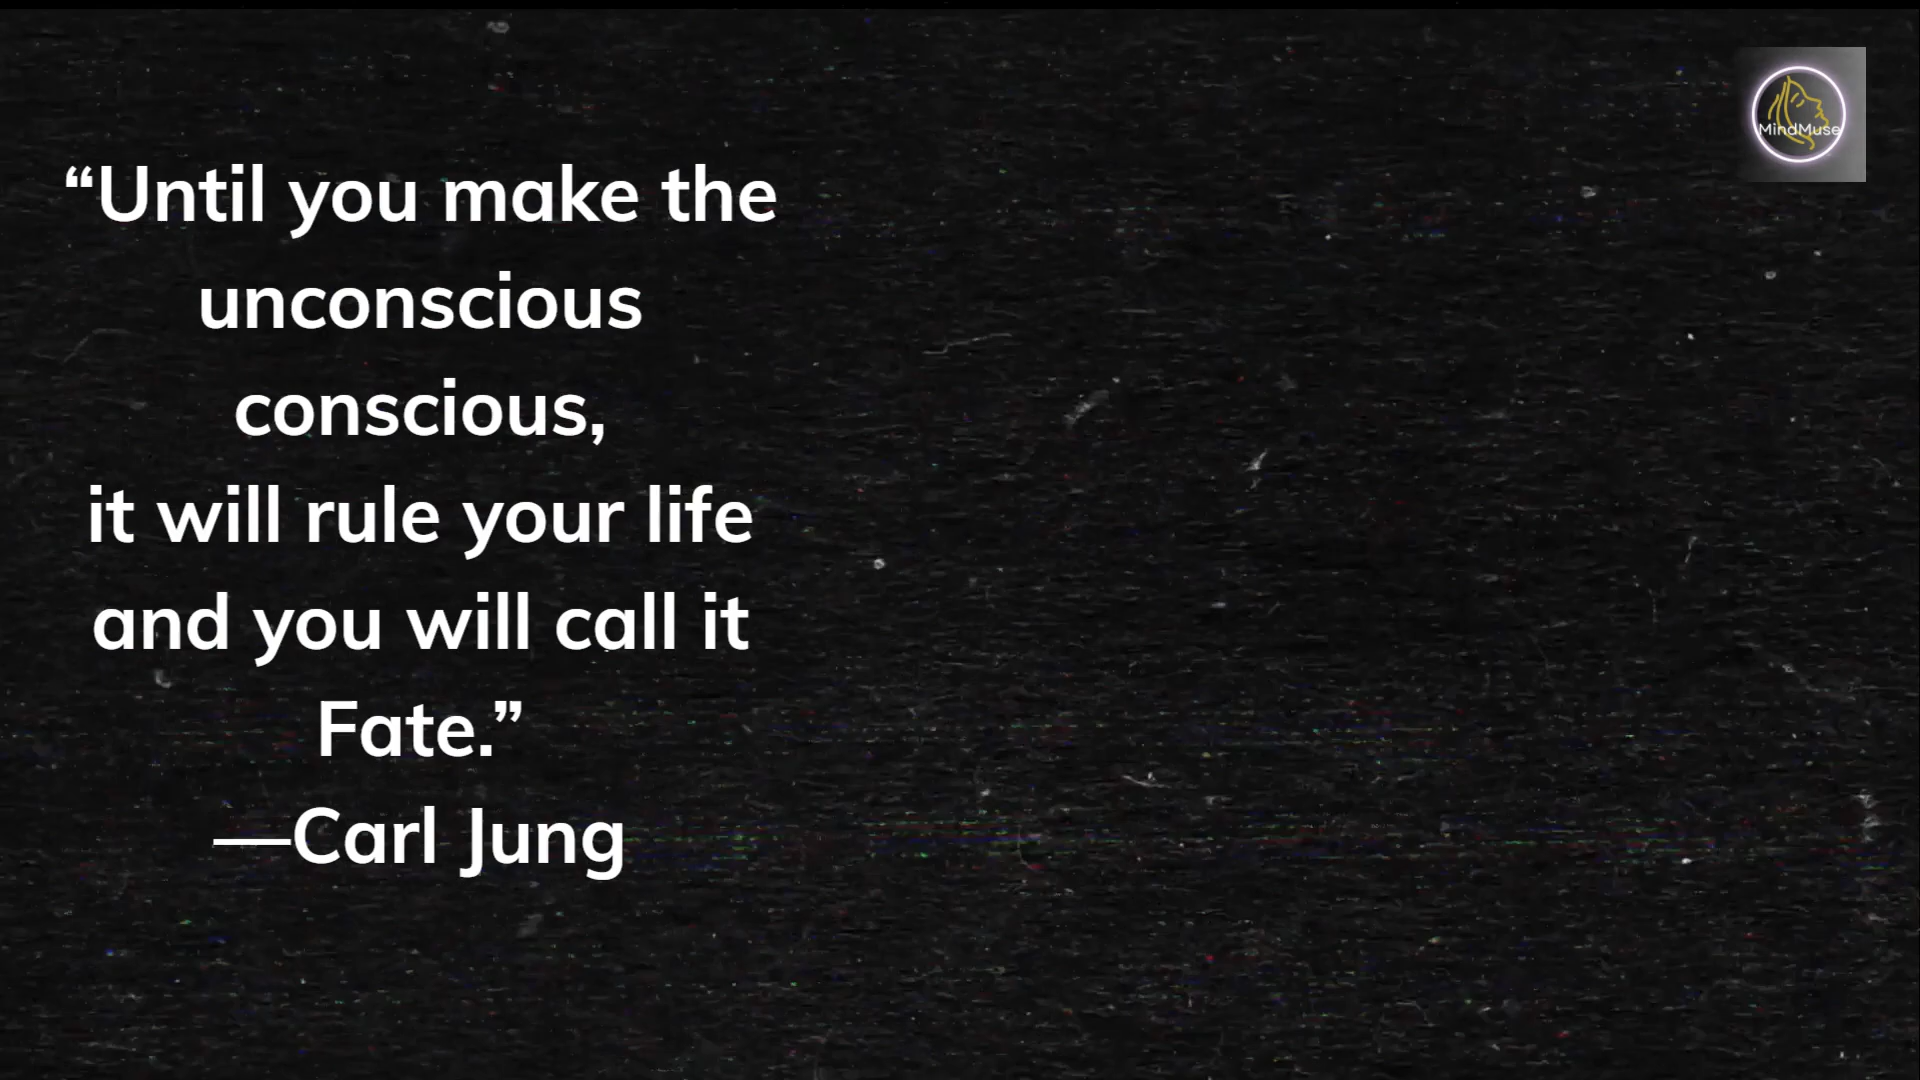 MindMuse
“Until you make the
unconscious
conscious,
it will rule your life
and you will call it
Fate.”
—Carl Jung